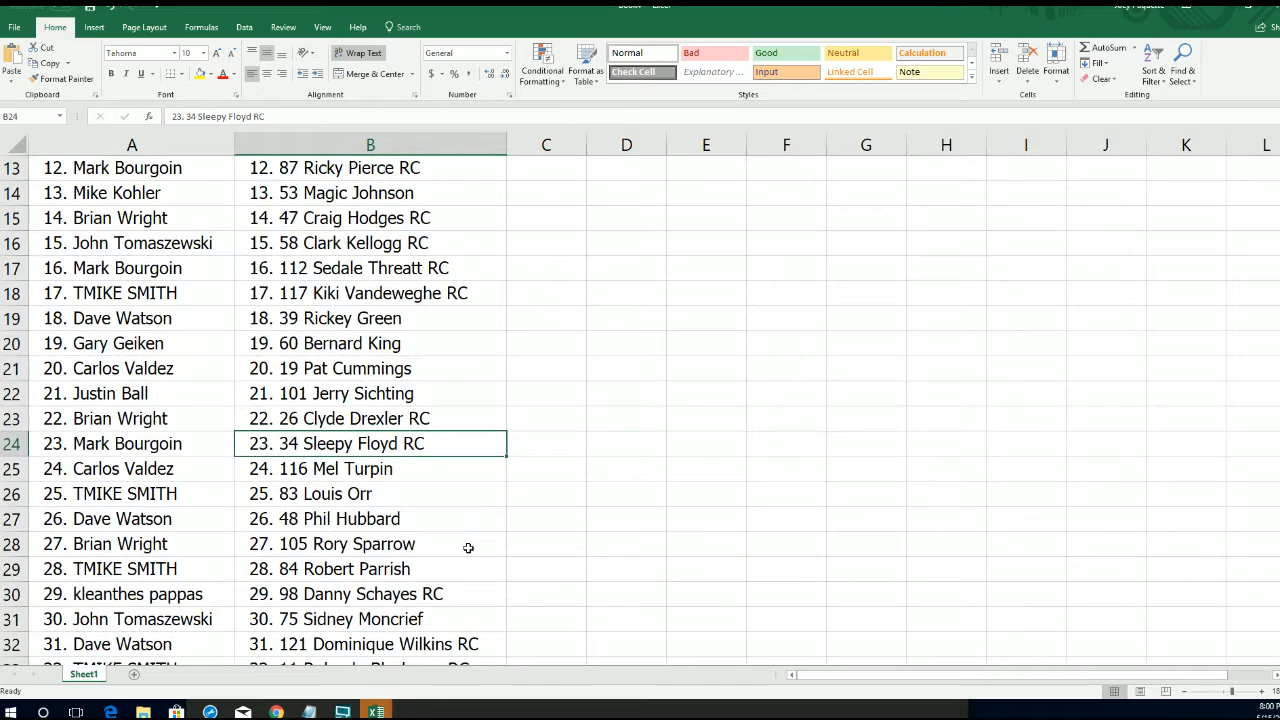 File Home Insert Page Layout Formulas Data Review View Help Search
Cut Tahoma 10 Wrap Text General Normal Bad Good Neutral Calculation AutoSum
Copy Fill
Paste Format Painter B I U A Merge & Center $ % Conditional Formatting Format as Table Check Cell Explanatory ... Input Linked Cell Note Insert Delete Format Clear Sort & Filter Find & Select
Clipboard Font Alignment Number Styles Cells Editing
B24 fx 23. 34 Sleepy Floyd RC
A B C D E F G H I J K L
13 12. Mark Bourgoin 12. 87 Ricky Pierce RC
14 13. Mike Kohler 13. 53 Magic Johnson
15 14. Brian Wright 14. 47 Craig Hodges RC
16 15. John Tomaszewski 15. 58 Clark Kellogg RC
17 16. Mark Bourgoin 16. 112 Sedale Threatt RC
18 17. TMIKE SMITH 17. 117 Kiki Vandeweghe RC
19 18. Dave Watson 18. 39 Rickey Green
20 19. Gary Geiken 19. 60 Bernard King
21 20. Carlos Valdez 20. 19 Pat Cummings
22 21. Justin Ball 21. 101 Jerry Sichting
23 22. Brian Wright 22. 26 Clyde Drexler RC
24 23. Mark Bourgoin 23. 34 Sleepy Floyd RC
25 24. Carlos Valdez 24. 116 Mel Turpin
26 25. TMIKE SMITH 25. 83 Louis Orr
27 26. Dave Watson 26. 48 Phil Hubbard
28 27. Brian Wright 27. 105 Rory Sparrow
29 28. TMIKE SMITH 28. 84 Robert Parrish
30 29. kleanthes pappas 29. 98 Danny Schayes RC
31 30. John Tomaszewski 30. 75 Sidney Moncrief
32 31. Dave Watson 31. 121 Dominique Wilkins RC
Sheet1
Ready
8:00 PM